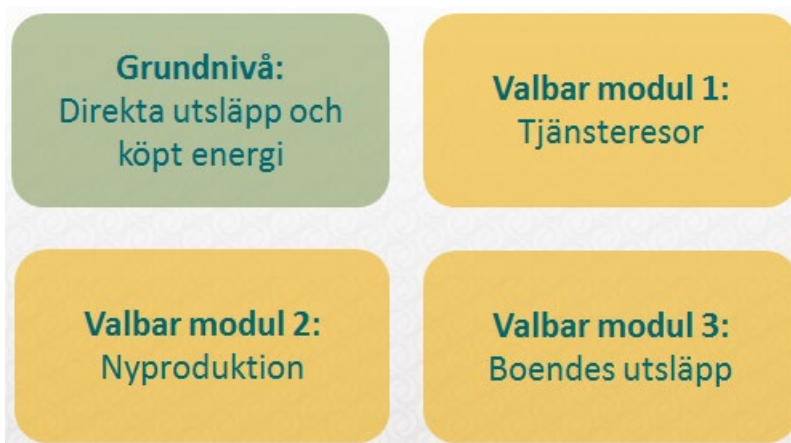 Grundnivå:
Direkta utsläpp och
köpt energi
Valbar modul 1:
Tjänsteresor
Valbar modul 2:
Nyproduktion
Valbar modul 3:
Boendes utsläpp